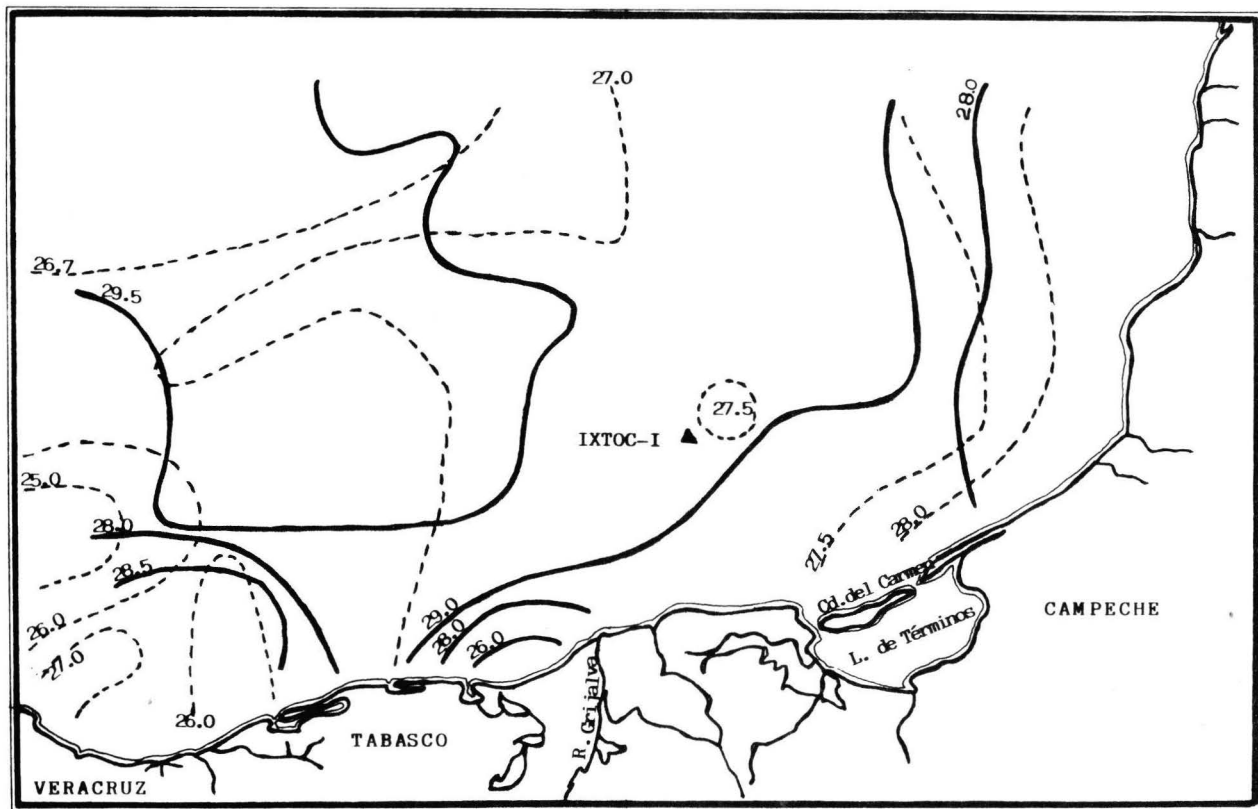 27.0
28.0
26.7
29.5
27.5
IXTOC-I
25.0
28.0
28.5
28.0
27.5
26.0
29.0
28.0
26.0
27.0
26.0
Cd. del Carmen
L. de Términos
CAMPECHE
R. Grijalva
TABASCO
VERACRUZ